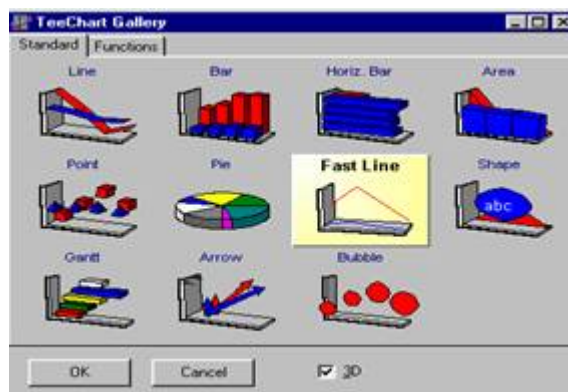 TeeChart Gallery
Standard Functions
Line Bar Horiz. Bar Area
Point Pie Fast Line Shape
abc
Gantt Arrow Bubble
OK Cancel 3D